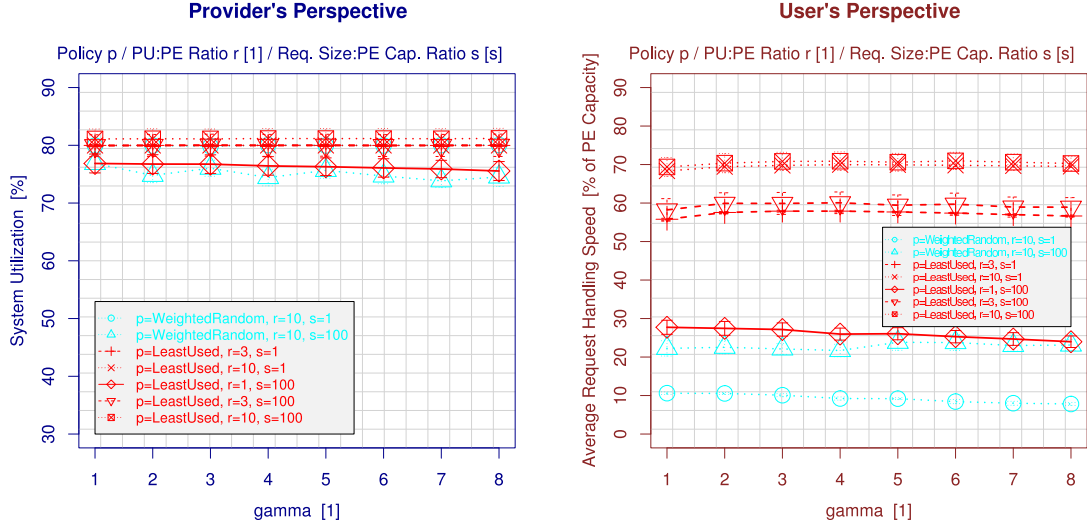 Provider's Perspective
Policy p / PU:PE Ratio r [1] / Req. Size:PE Cap. Ratio s [s]
System Utilization [%]
90
80
70
60
50
40
30
p=WeightedRandom, r=10, s=1
p=WeightedRandom, r=10, s=100
p=LeastUsed, r=3, s=1
p=LeastUsed, r=10, s=1
p=LeastUsed, r=1, s=100
p=LeastUsed, r=3, s=100
p=LeastUsed, r=10, s=100
1 2 3 4 5 6 7 8
gamma [1]
User's Perspective
Policy p / PU:PE Ratio r [1] / Req. Size:PE Cap. Ratio s [s]
Average Request Handling Speed [% of PE Capacity]
90
80
70
60
50
40
30
20
10
0
p=WeightedRandom, r=10, s=1
p=WeightedRandom, r=10, s=100
p=LeastUsed, r=3, s=1
p=LeastUsed, r=10, s=1
p=LeastUsed, r=1, s=100
p=LeastUsed, r=3, s=100
p=LeastUsed, r=10, s=100
1 2 3 4 5 6 7 8
gamma [1]